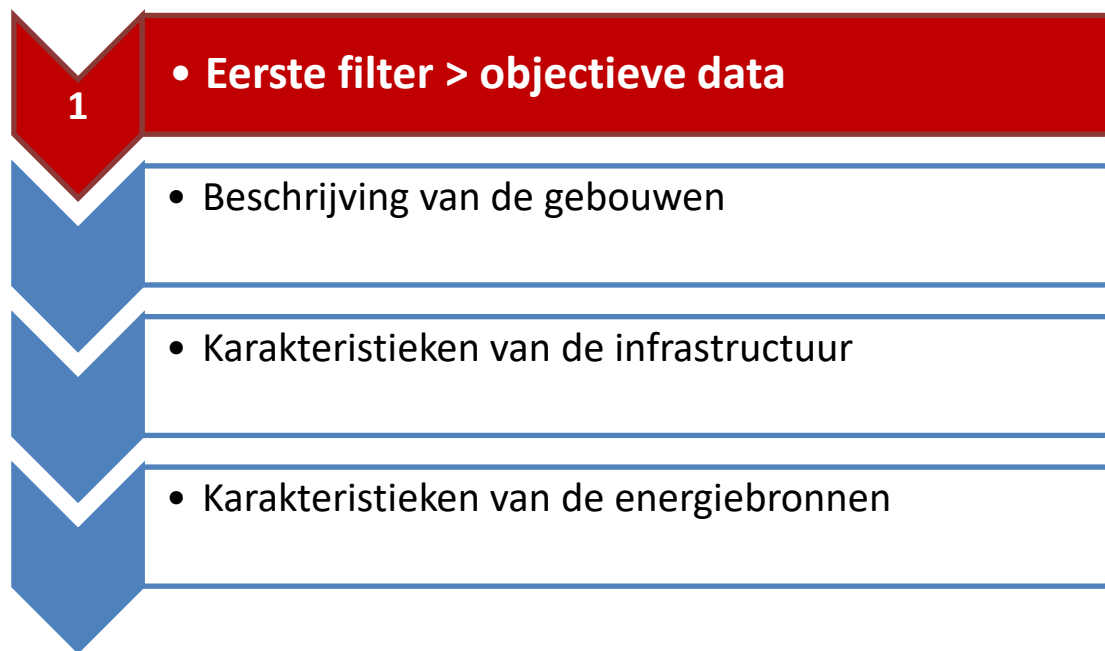 1
• Eerste filter > objectieve data
• Beschrijving van de gebouwen
• Karakteristieken van de infrastructuur
• Karakteristieken van de energiebronnen